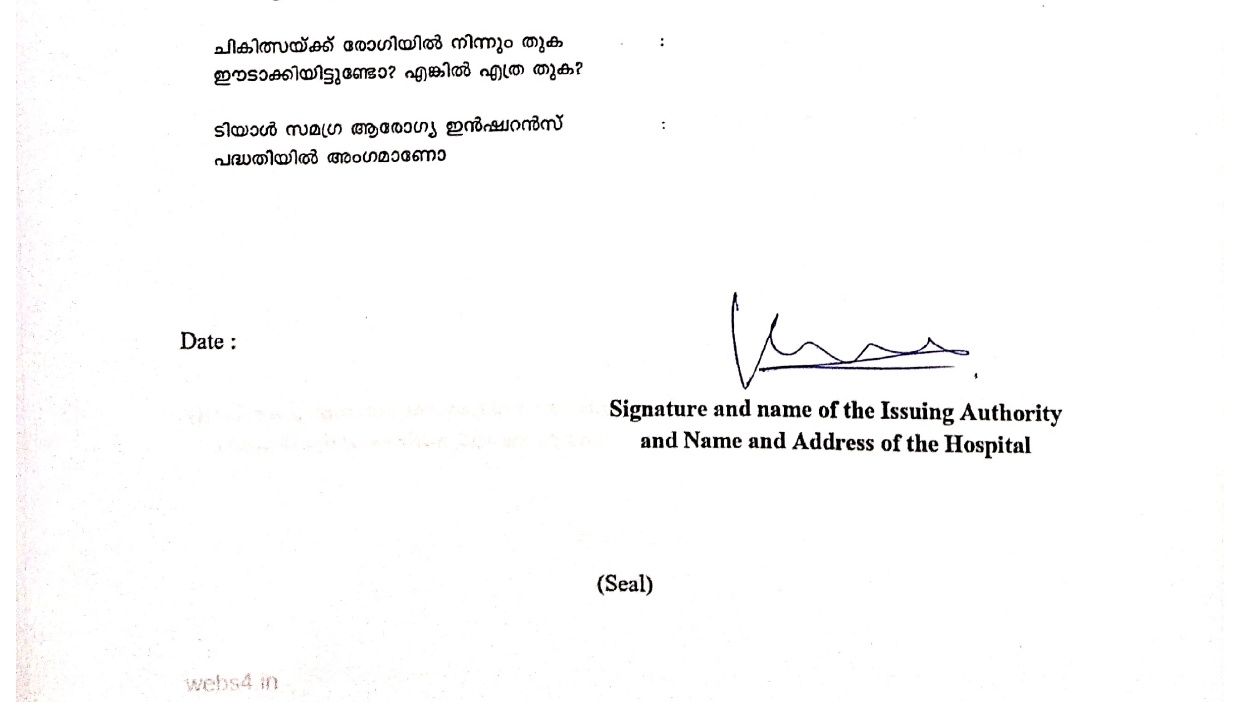 ചികിത്സയ്ക്ക് രോഗിയിൽ നിന്നും തുക :
ഈടാക്കിയിട്ടുണ്ടോ? എങ്കിൽ എത്ര തുക?
ടിയാൾ സമഗ്ര ആരോഗ്യ ഇൻഷുറൻസ് :
പദ്ധതിയിൽ അംഗമാണോ
Date :
Signature and name of the Issuing Authority
and Name and Address of the Hospital
(Seal)
webs4.in